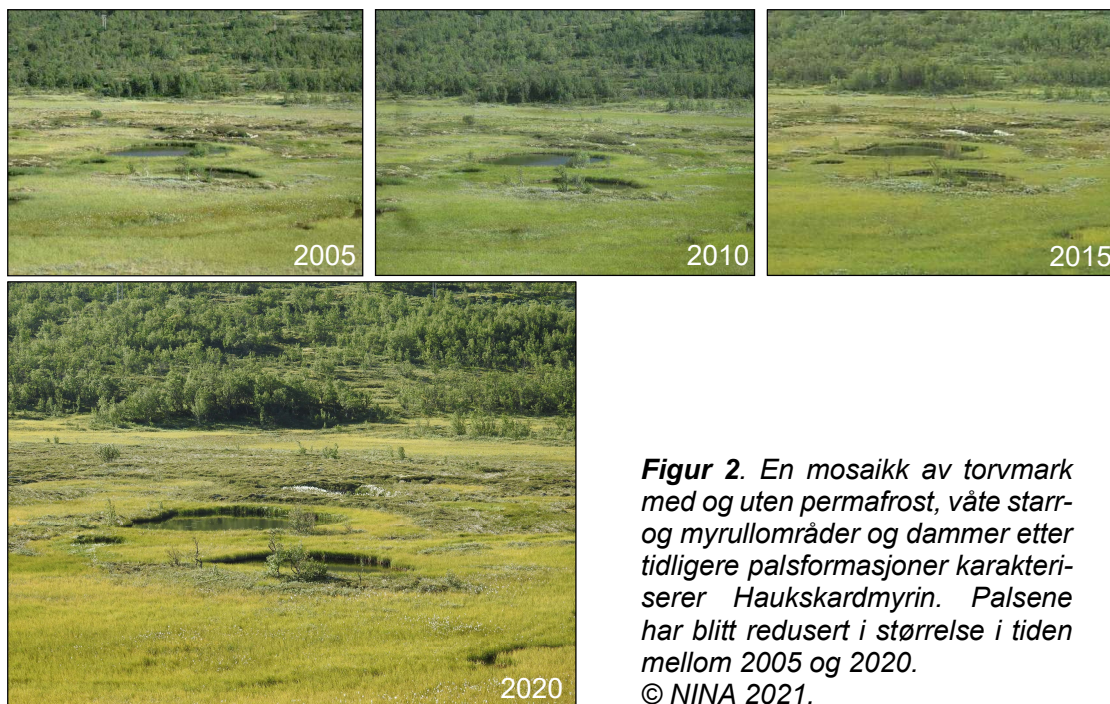 2005
2010
2015
2020
Figur 2. En mosaikk av torvmark
med og uten permafrost, våte starr-
og myrullområder og dammer etter
tidligere palsformasjoner karakteri-
serer Haukskardmyrin. Palsene
har blitt redusert i størrelse i tiden
mellom 2005 og 2020.
© NINA 2021.